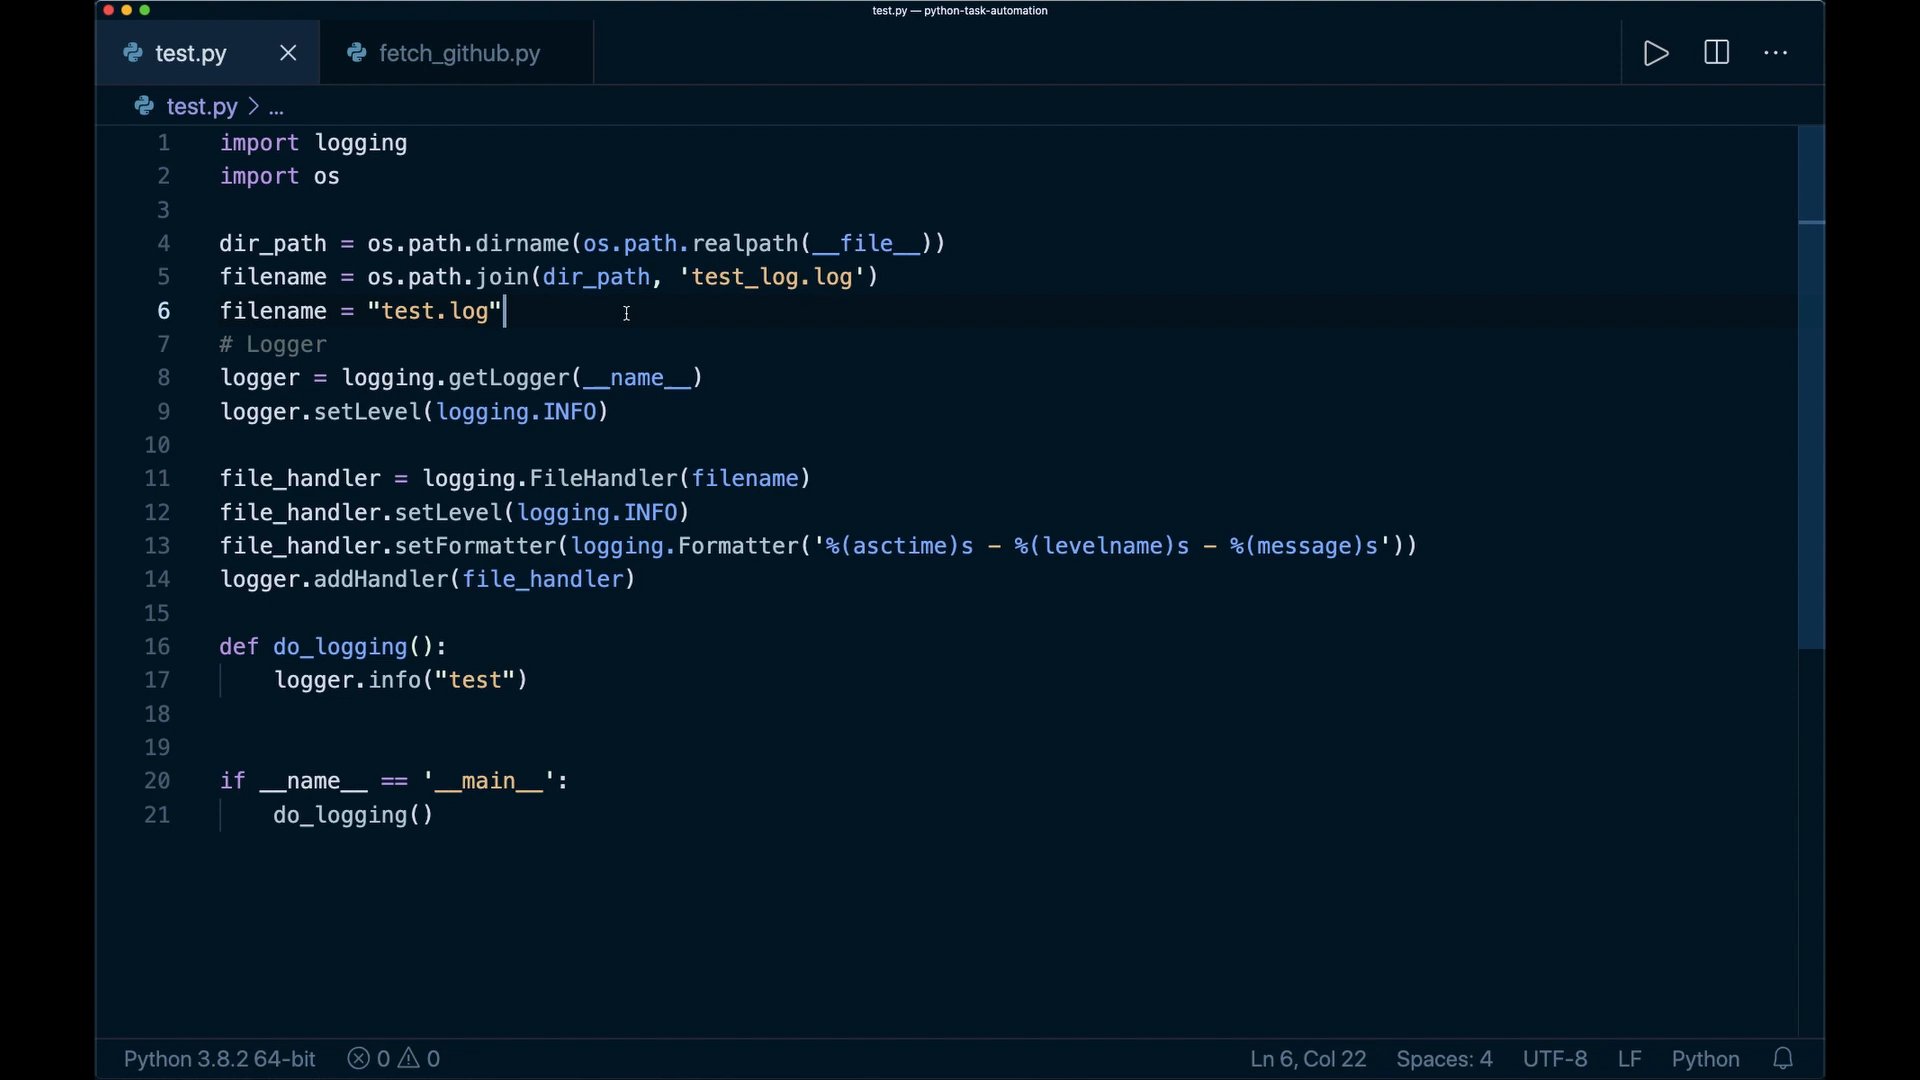 test.py — python-task-automation
test.py
fetch_github.py
test.py > ...
1 import logging
2 import os
3
4 dir_path = os.path.dirname(os.path.realpath(__file__))
5 filename = os.path.join(dir_path, 'test_log.log')
6 filename = "test.log"
7 # Logger
8 logger = logging.getLogger(__name__)
9 logger.setLevel(logging.INFO)
10
11 file_handler = logging.FileHandler(filename)
12 file_handler.setLevel(logging.INFO)
13 file_handler.setFormatter(logging.Formatter('%(asctime)s - %(levelname)s - %(message)s'))
14 logger.addHandler(file_handler)
15
16 def do_logging():
17     logger.info("test")
18
19
20 if __name__ == '__main__':
21     do_logging()
Python 3.8.2 64-bit 0 0 Ln 6, Col 22 Spaces: 4 UTF-8 LF Python